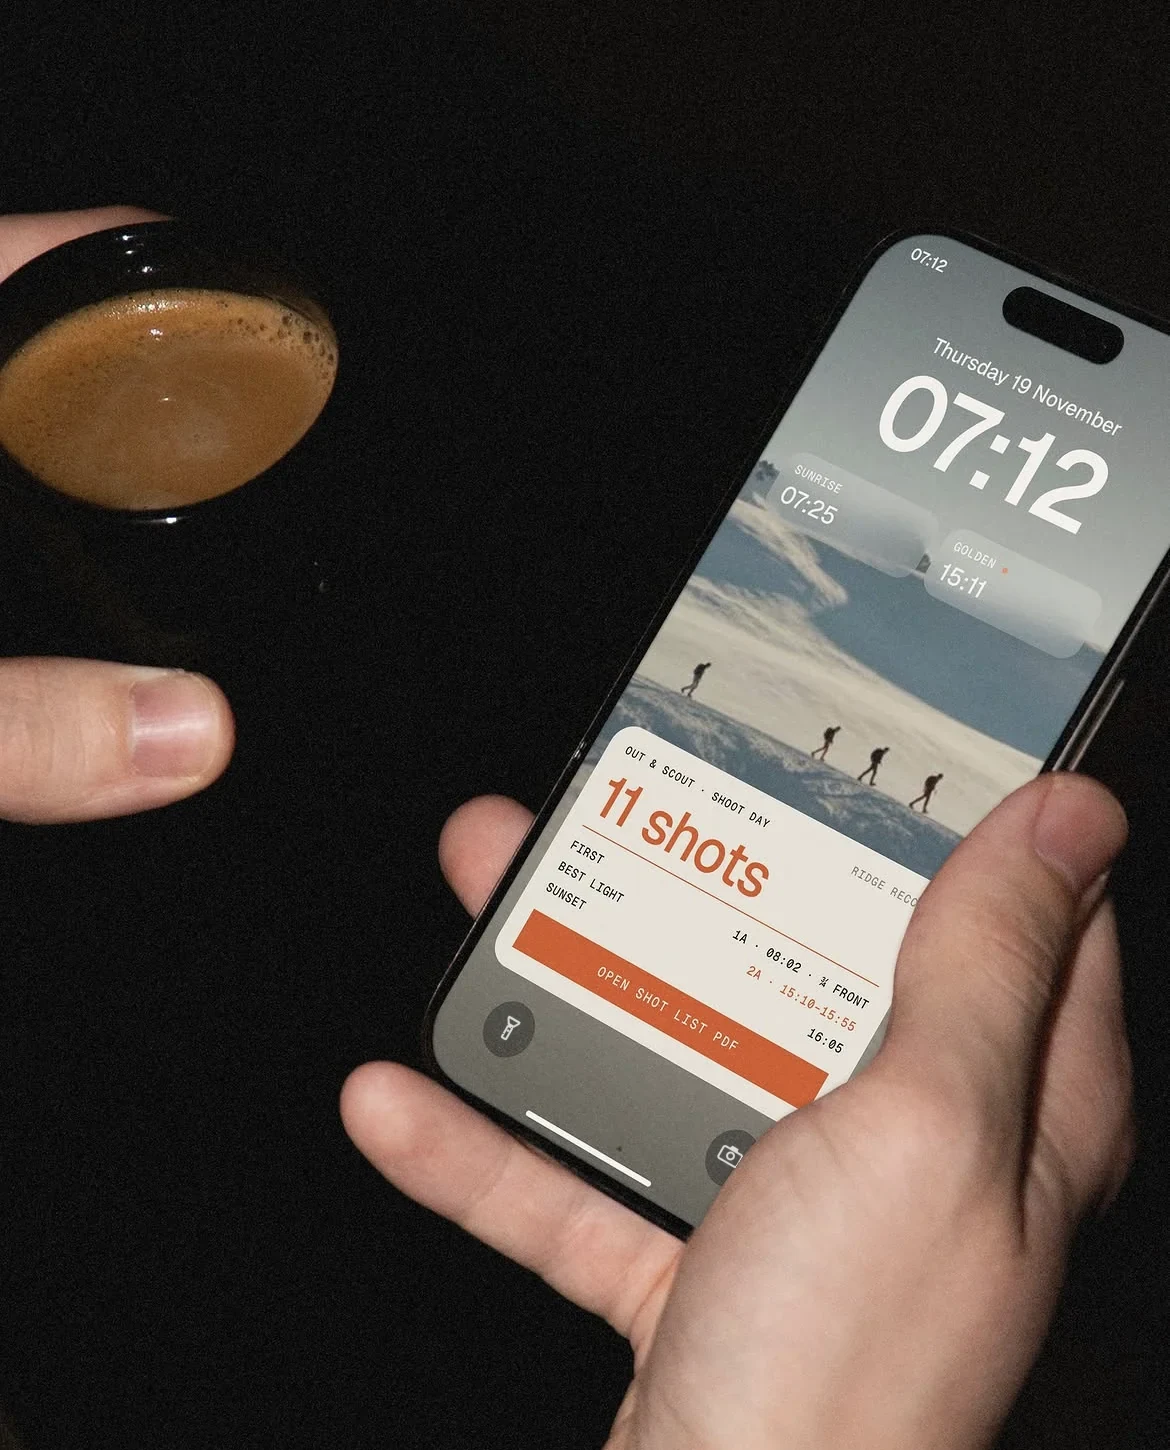 07:12
Thursday 19 November
07:12
SUNRISE
07:25
GOLDEN
15:11
OUT & SCOUT · SHOOT DAY
11 shots
RIDGE RECO
FIRST
1A · 08:02 · ¾ FRONT
BEST LIGHT
2A · 15:10–15:55
SUNSET
16:05
OPEN SHOT LIST PDF